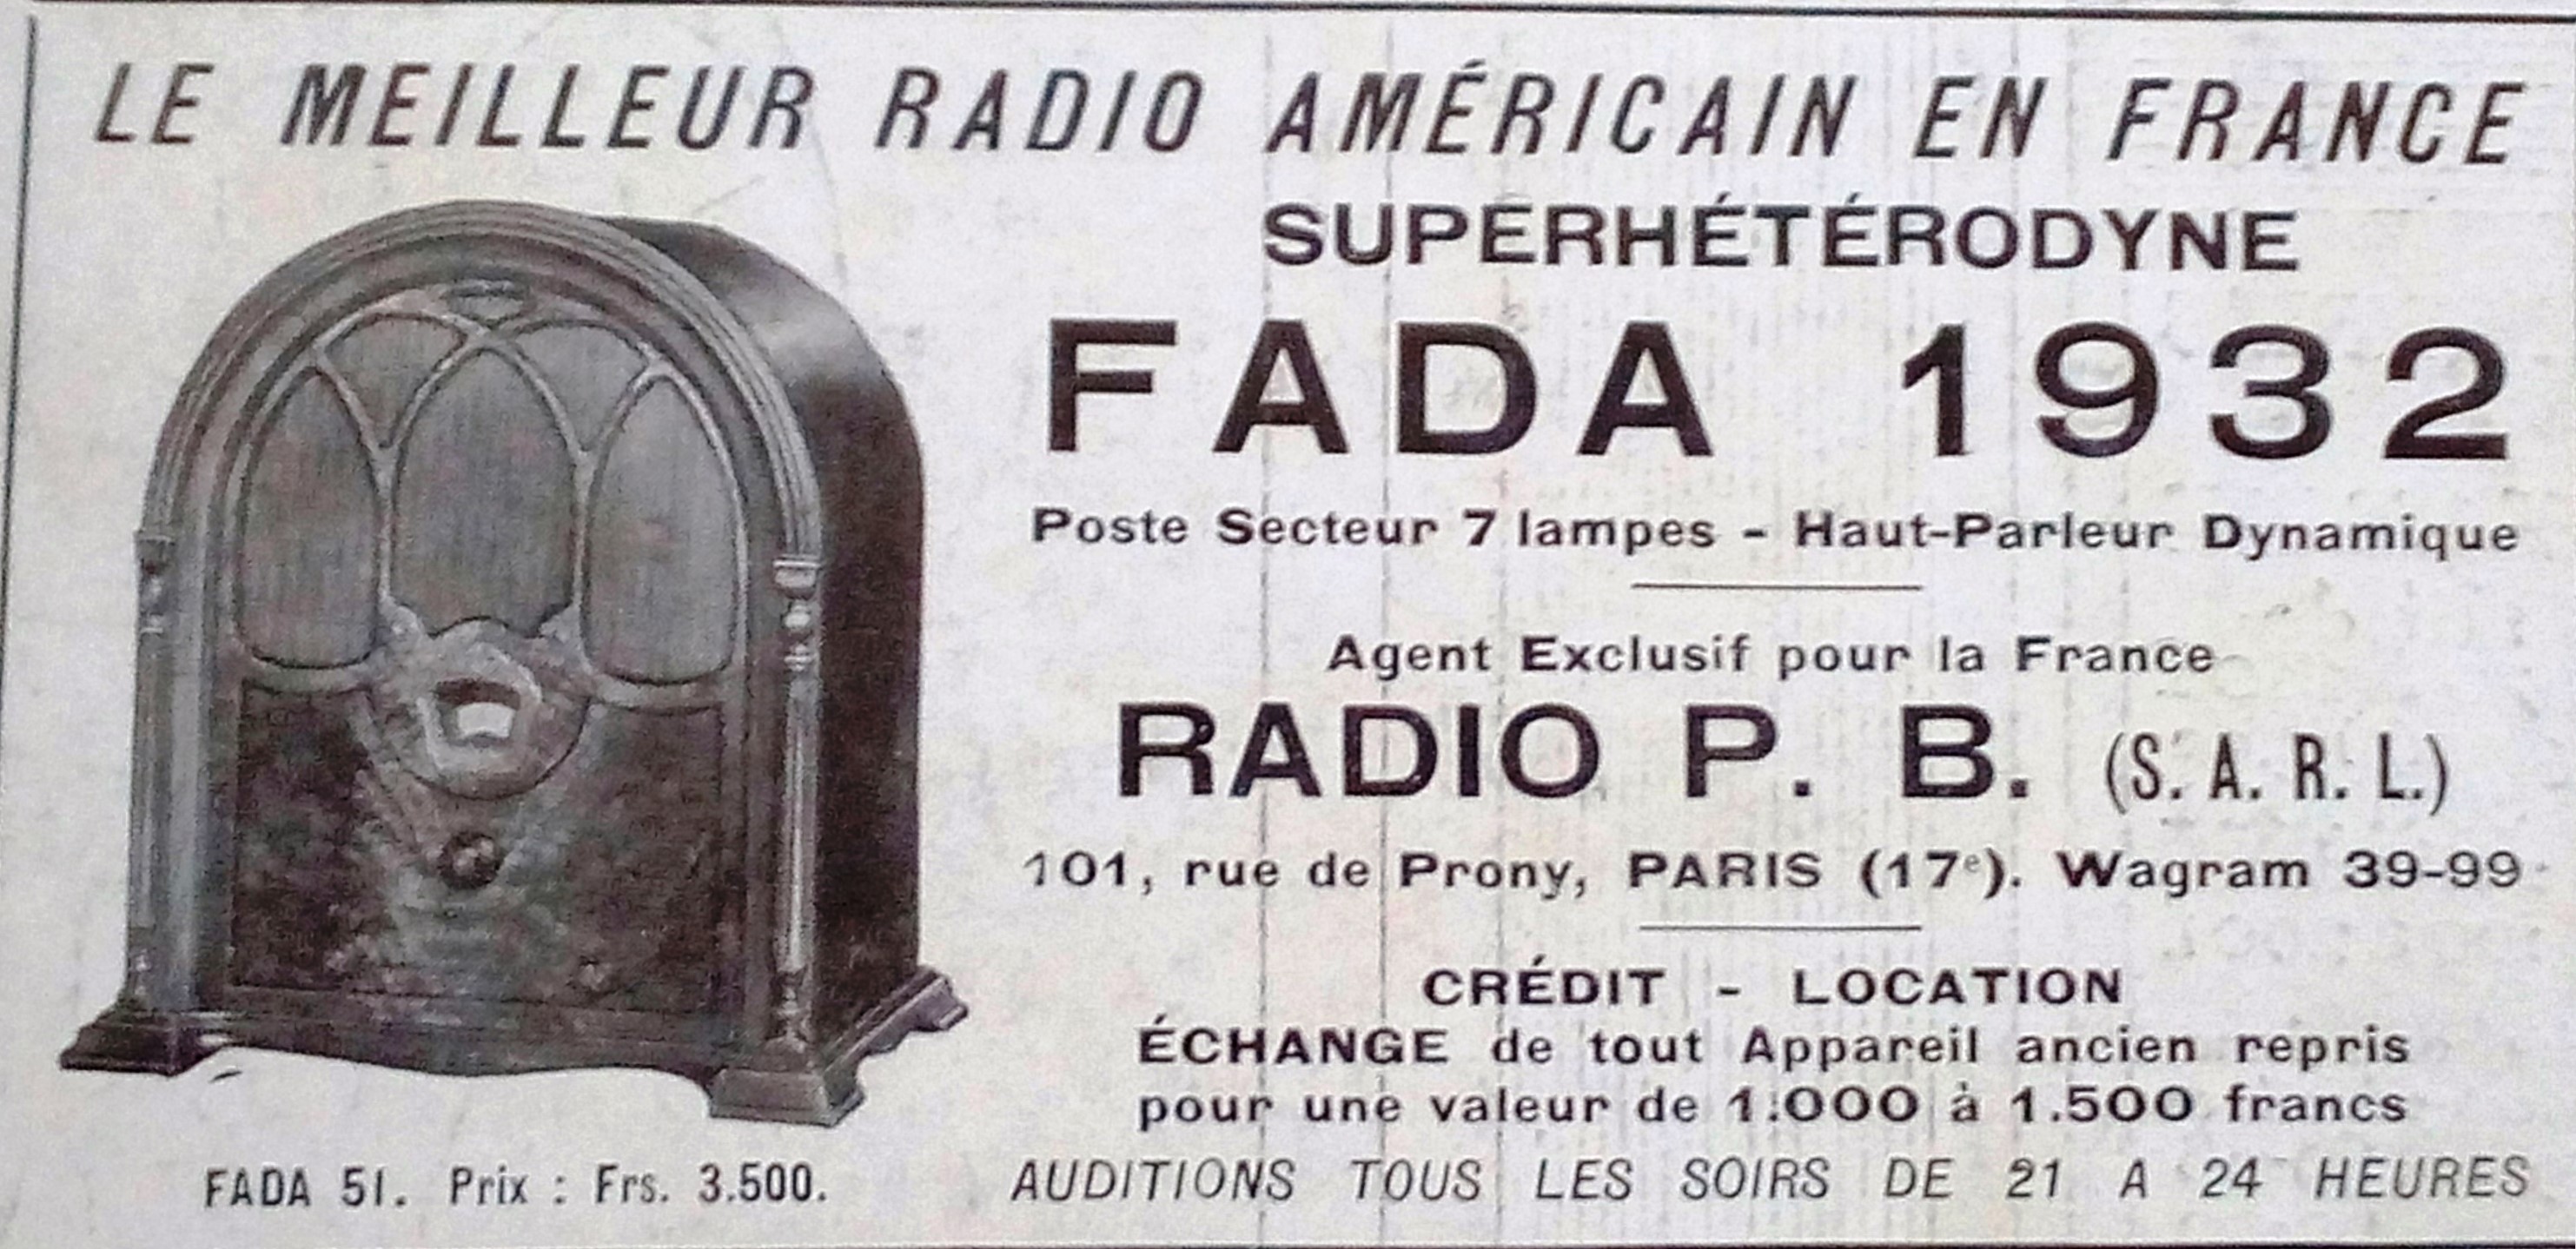 LE MEILLEUR RADIO AMÉRICAIN EN FRANCE
SUPÉRHÉTÉRODYNE
FADA 1932
Poste Secteur 7 lampes - Haut-Parleur Dynamique
Agent Exclusif pour la France
RADIO P. B. (S. A. R. L.)
101, rue de Prony, PARIS (17e). Wagram 39-99
CRÉDIT - LOCATION
ÉCHANGE de tout Appareil ancien repris
pour une valeur de 1.000 à 1.500 francs
FADA 51. Prix : Frs. 3.500.
AUDITIONS TOUS LES SOIRS DE 21 A 24 HEURES